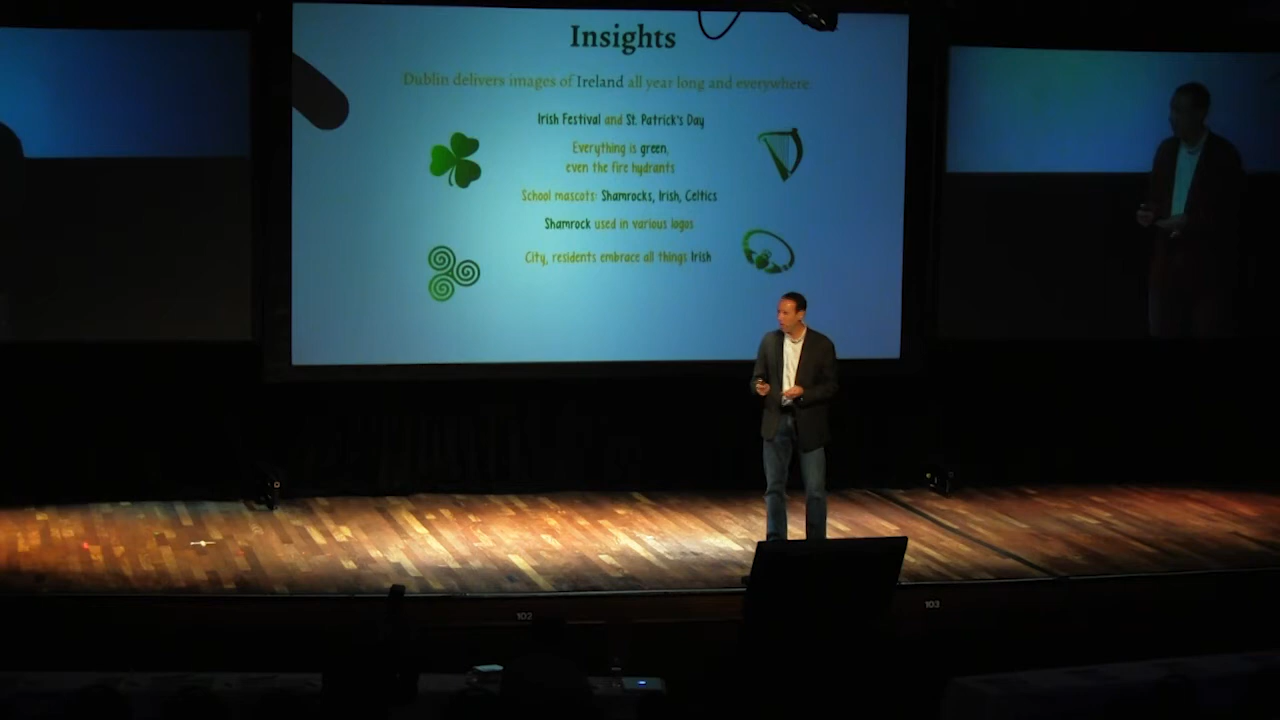 Insights
Dublin delivers images of Ireland all year long and everywhere
Irish Festival and St. Patrick's Day
Everything is green,
even the fire hydrants
School mascots: Shamrocks, Irish, Celtics
Shamrock used in various logos
City, residents embrace all things Irish
102
103